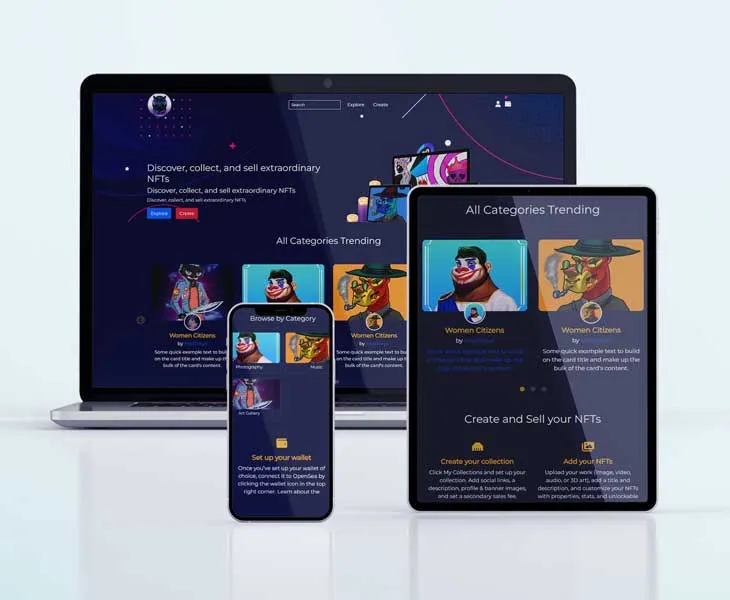 Search
Explore
Create
Discover, collect, and sell extraordinary
NFTs
Discover, collect, and sell extraordinary NFTs
Discover, collect, and sell extraordinary NFTs
Explore
Create
All Categories Trending
Women Citizens
by
Some quick example text to build
on the card title and make up the
bulk of the card's content.
Browse by Category
Photography
Music
Art Gallery
Set up your wallet
Once you've set up your wallet of
choice, connect it to OpenSea by
clicking the wallet icon in the top
right corner. Learn about the
All Categories Trending
Women Citizens
by
Some quick example text to build
on the card title and make up the
bulk of the card's content.
Women Citizens
by
Some quick example text to build
on the card title and make up the
bulk of the card's content.
Create and Sell your NFTs
Create your collection
Click My Collections and set up your
collection. Add social links, a
description, profile & banner images,
and set a secondary sales fee.
Add your NFTs
Upload your work (image, video,
audio, or 3D art), add a title and
description, and customize your NFTs
with properties, stats, and unlockable